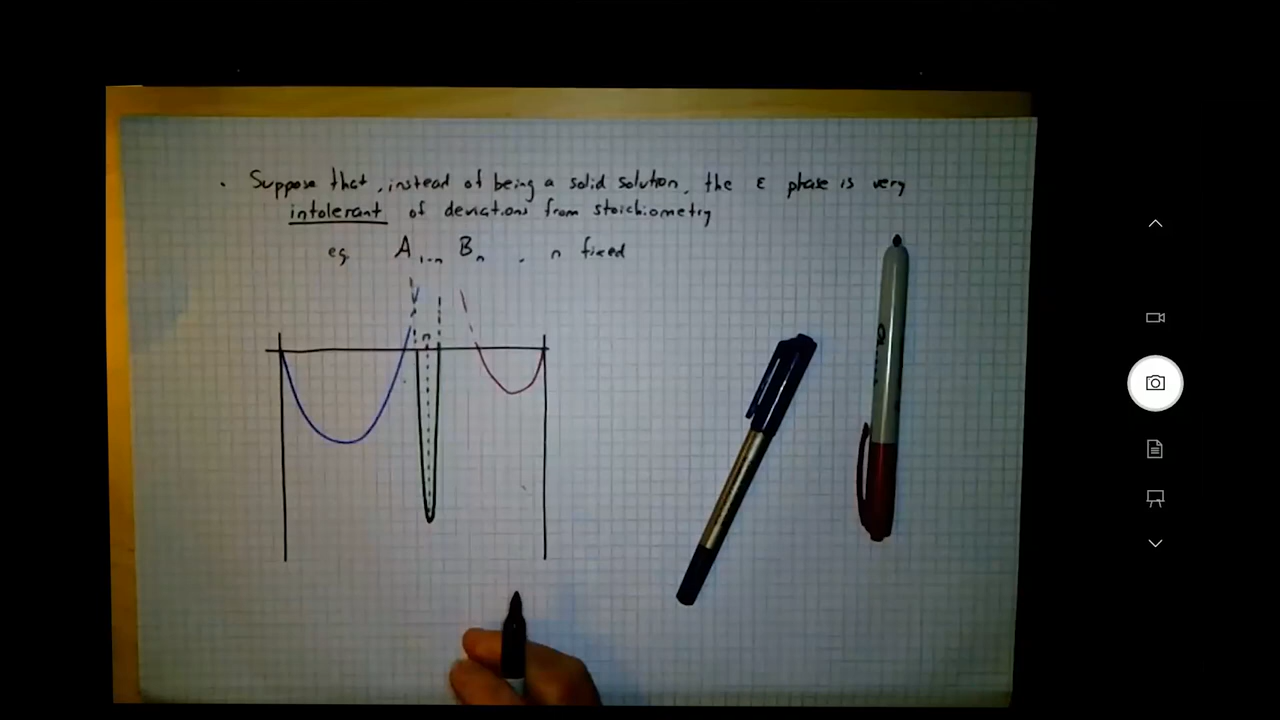 . Suppose that, instead of being a solid solution, the ε phase is very
intolerant of deviations from stoichiometry
eg. A1-n Bn , n fixed
n